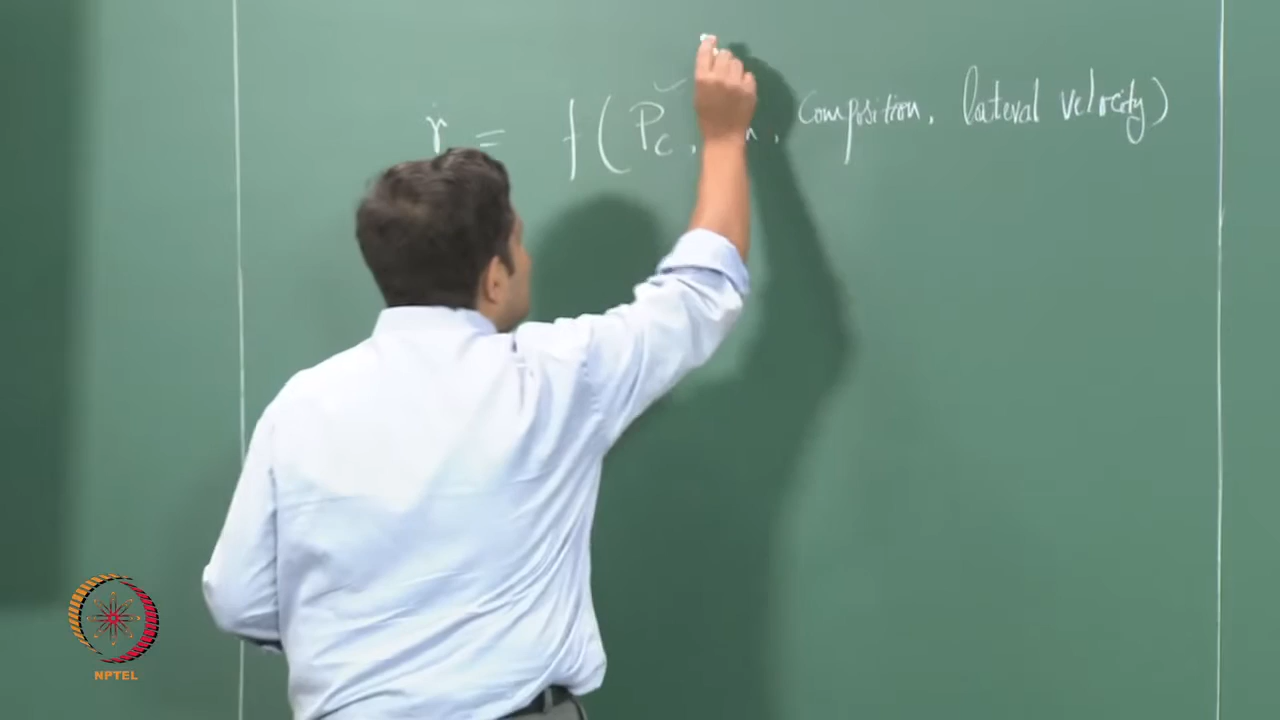 ṙ = f ( Pc, , Composition, lateral velocity)
NPTEL